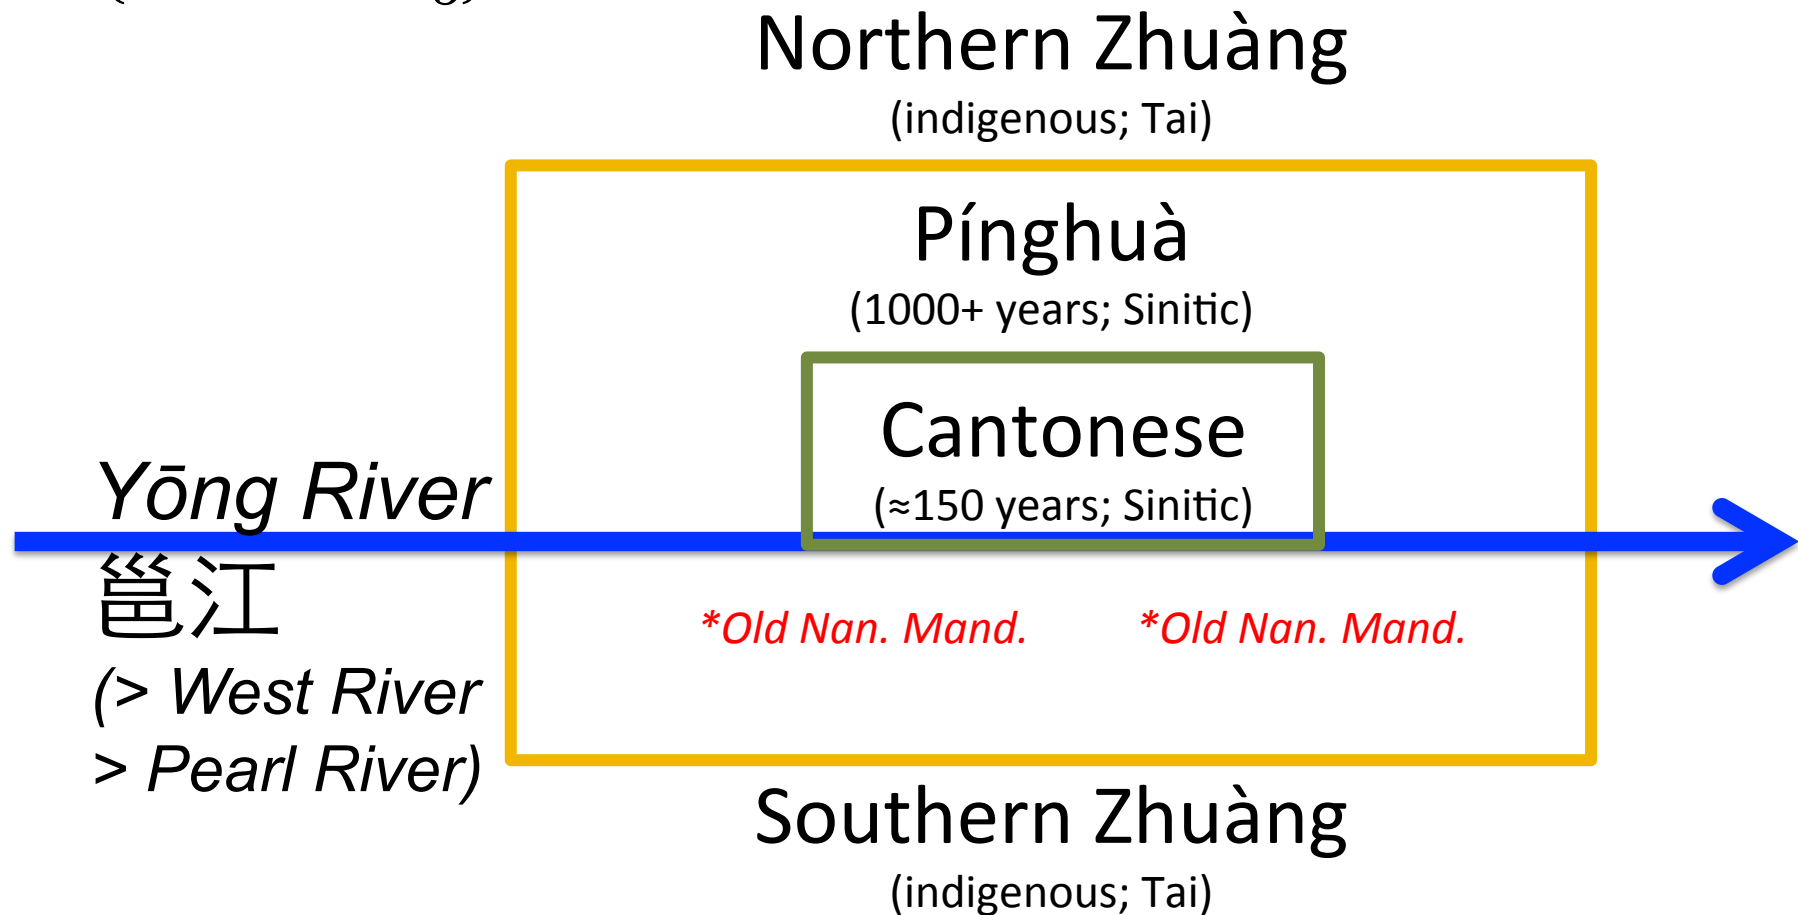 Northern Zhuàng
(indigenous; Tai)
Pínghuà
(1000+ years; Sinitic)
Cantonese
(≈150 years; Sinitic)
Yōng River
邕江
(> West River
> Pearl River)
*Old Nan. Mand. *Old Nan. Mand.
Southern Zhuàng
(indigenous; Tai)